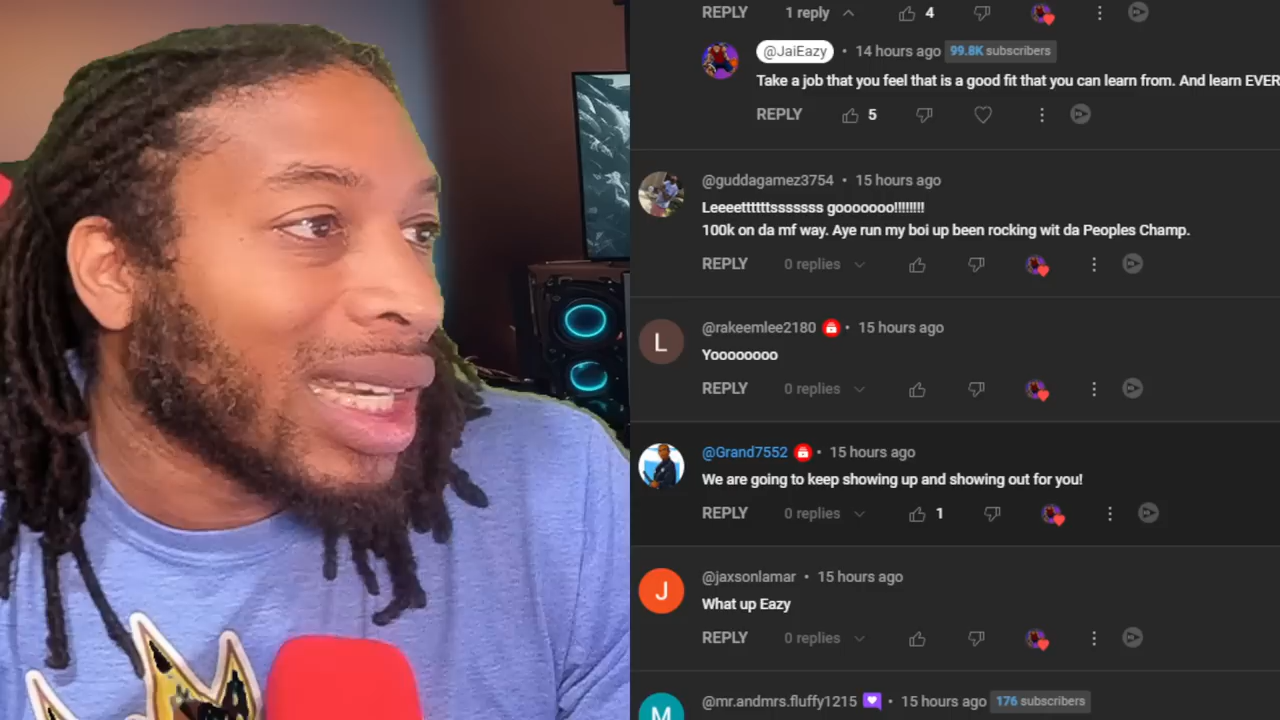 REPLY 1 reply 4
@JaiEazy • 14 hours ago 99.8K subscribers
Take a job that you feel that is a good fit that you can learn from. And learn EVER
REPLY 5
@guddagamez3754 • 15 hours ago
Leeeettttttsssssss gooooooo!!!!!!!!
100k on da mf way. Aye run my boi up been rocking wit da Peoples Champ.
REPLY 0 replies
L
@rakeemlee2180 • 15 hours ago
Yoooooooo
REPLY 0 replies
@Grand7552 • 15 hours ago
We are going to keep showing up and showing out for you!
REPLY 0 replies 1
J
@jaxsonlamar • 15 hours ago
What up Eazy
REPLY 0 replies
M
@mr.andmrs.fluffy1215 • 15 hours ago 176 subscribers